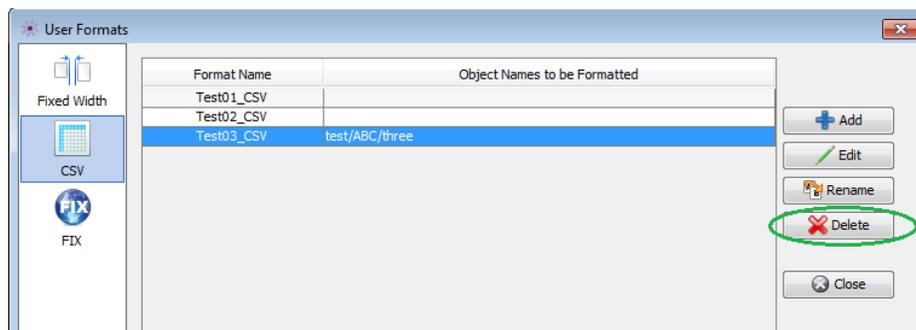 User Formats
Fixed Width
CSV
FIX
FIX
Format Name Object Names to be Formatted
Test01_CSV
Test02_CSV
Test03_CSV test/ABC/three
Add
Edit
Rename
Delete
Close